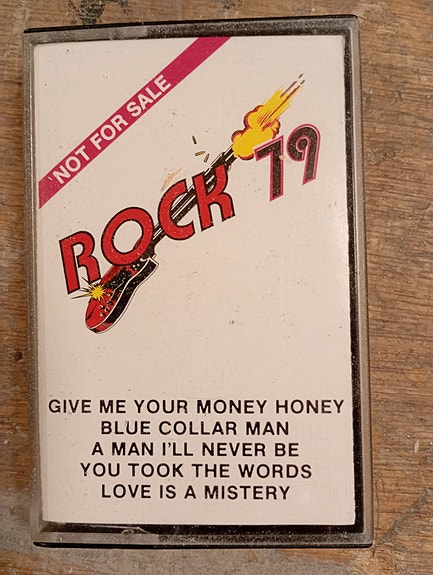 NOT FOR SALE
ROCK 79
GIVE ME YOUR MONEY HONEY
BLUE COLLAR MAN
A MAN I'LL NEVER BE
YOU TOOK THE WORDS
LOVE IS A MISTERY